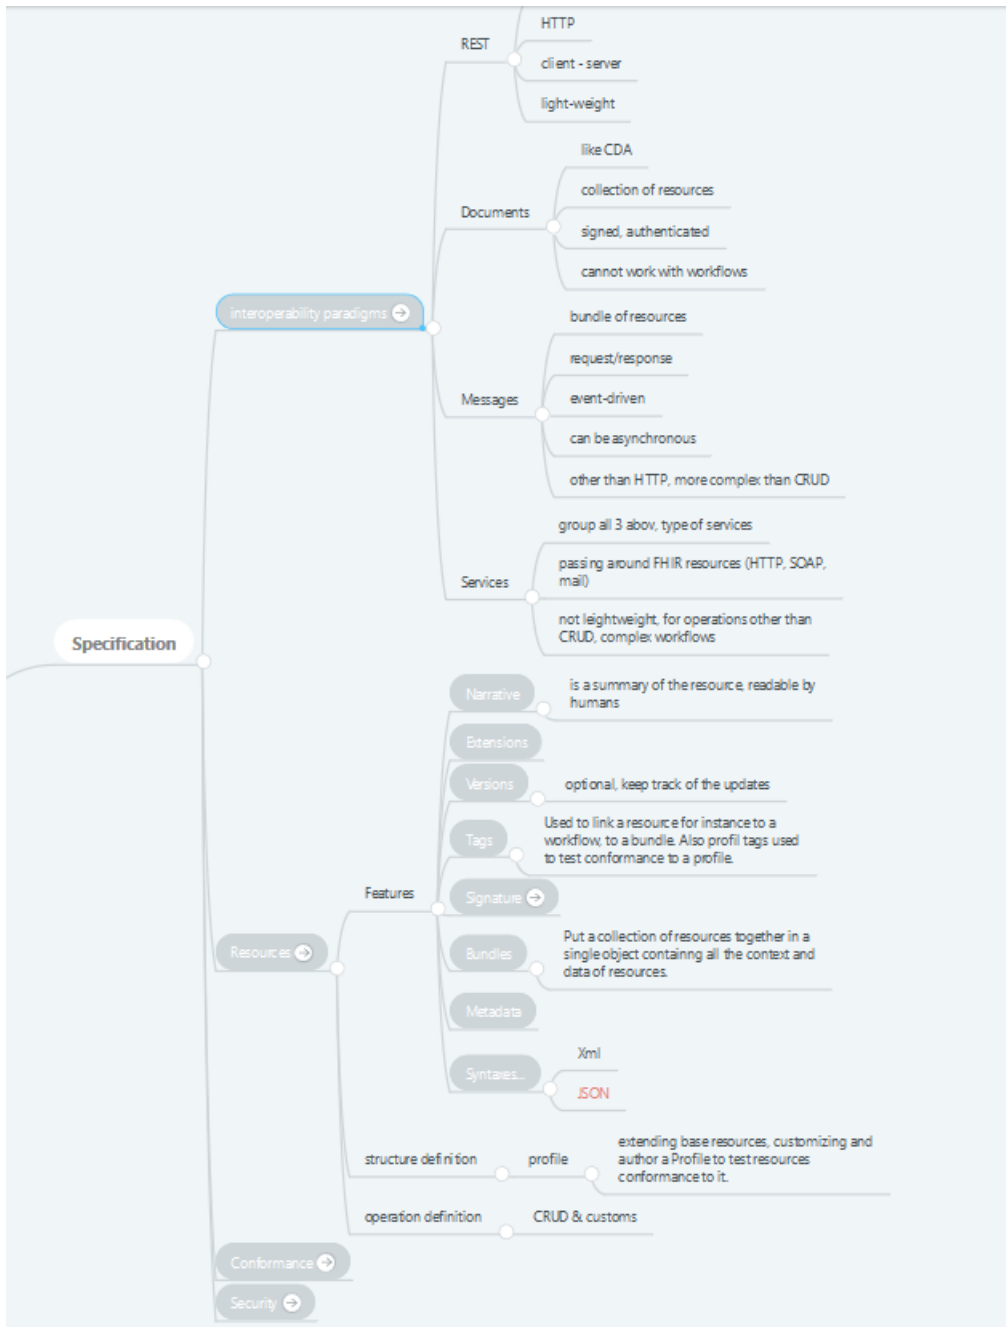 HTTP
REST
client - server
light-weight
like CDA
collection of resources
Documents
signed, authenticated
cannot work with workflows
interoperability paradigms
bundle of resources
request/response
Messages
event-driven
can be asynchronous
other than HTTP, more complex than CRUD
group all 3 abov, type of services
passing around FHIR resources (HTTP, SOAP,
mail)
Services
not leightweight, for operations other than
CRUD, complex workflows
Specification
Narrative
is a summary of the resource, readable by
humans
Extensions
Versions
optional, keep track of the updates
Tags
Used to link a resource for instance to a
workflow, to a bundle. Also profil tags used
to test conformance to a profile.
Features
Signature
Resources
Bundles
Put a collection of resources together in a
single object containng all the context and
data of resources.
Metadata
Syntaxes...
Xml
JSON
structure definition
profile
extending base resources, customizing and
author a Profile to test resources
conformance to it.
operation definition
CRUD & customs
Conformance
Security